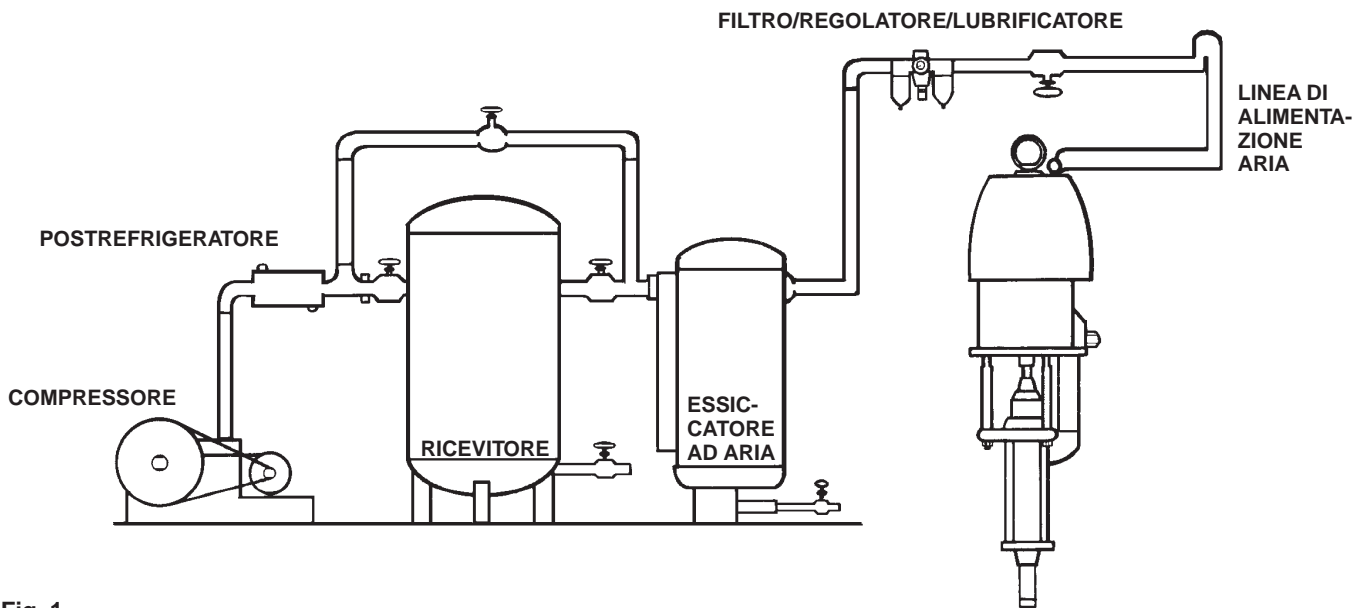 FILTRO/REGOLATORE/LUBRIFICATORE
LINEA DI
ALIMENTA-
ZIONE
ARIA
POSTREFRIGERATORE
COMPRESSORE
RICEVITORE
ESSIC-
CATORE
AD ARIA
Fig. 1